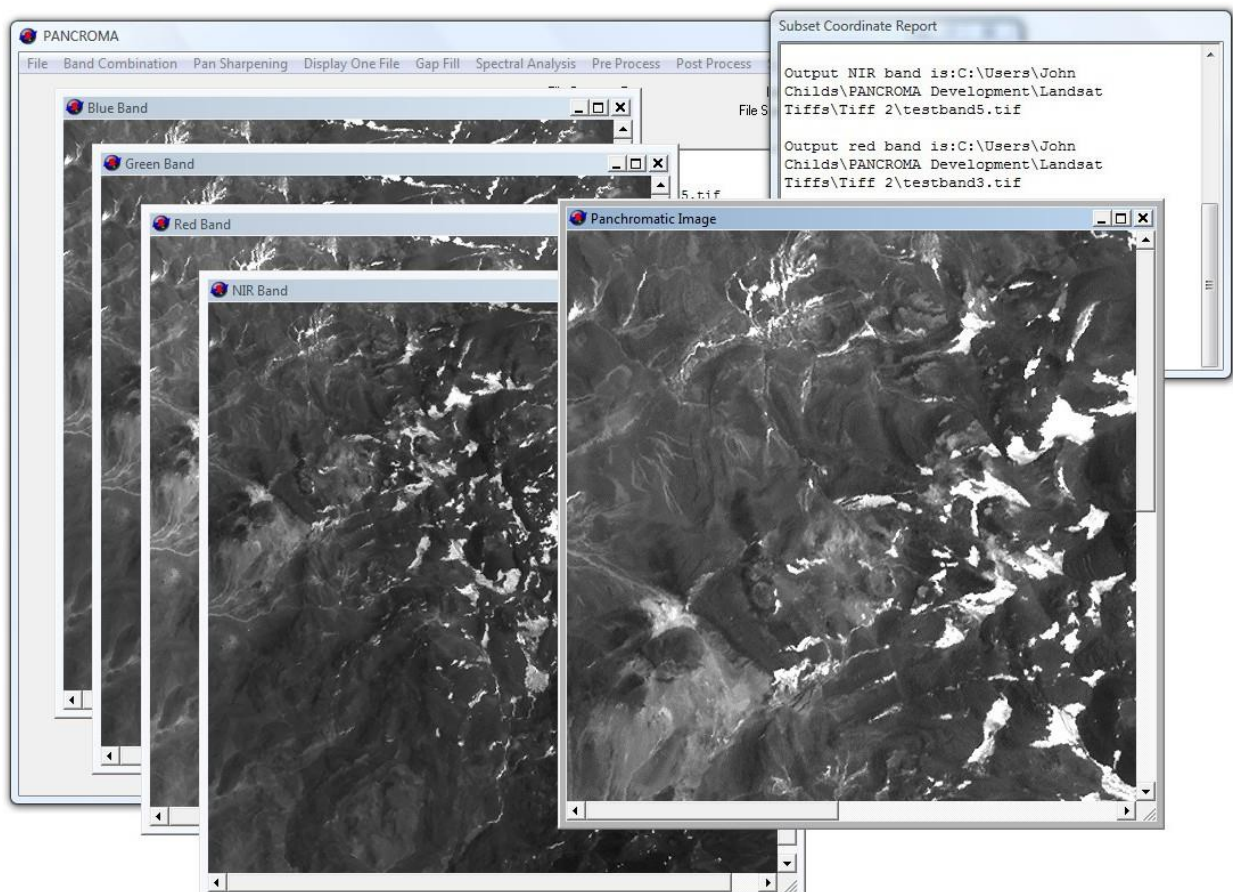 PANCROMA
File Band Combination Pan Sharpening Display One File Gap Fill Spectral Analysis Pre Process Post Process
File S
5.tif
Blue Band
Green Band
Red Band
NIR Band
Panchromatic Image
Subset Coordinate Report
Output NIR band is:C:\Users\John
Childs\PANCROMA Development\Landsat
Tiffs\Tiff 2\testband5.tif
Output red band is:C:\Users\John
Childs\PANCROMA Development\Landsat
Tiffs\Tiff 2\testband3.tif